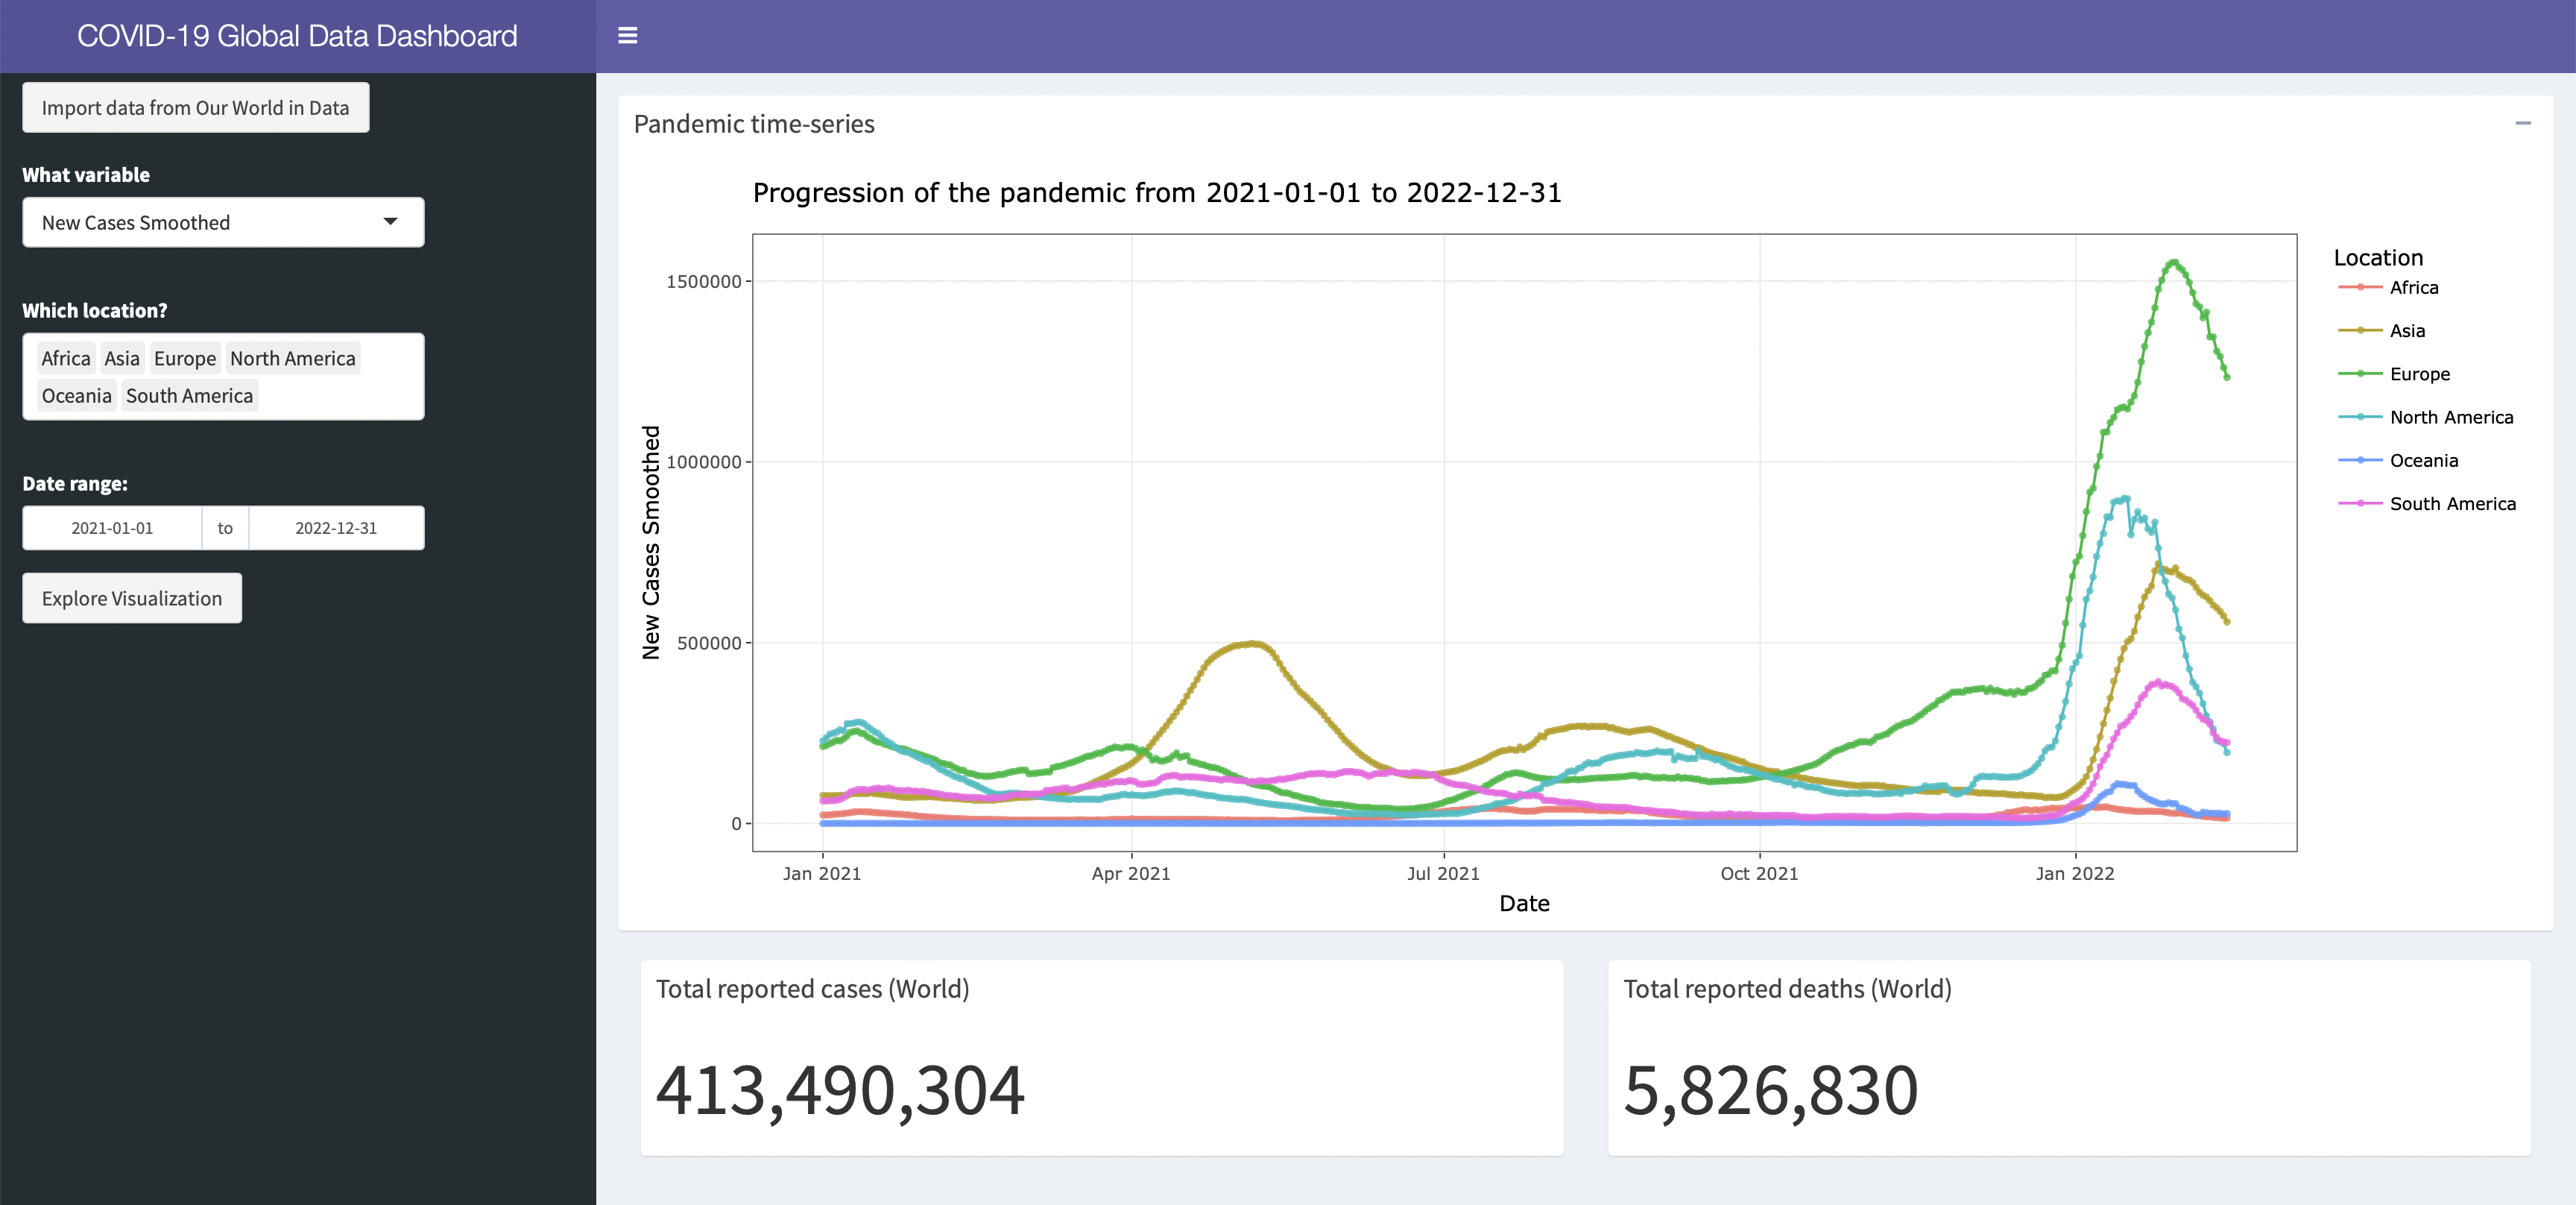 COVID-19 Global Data Dashboard
Import data from Our World in Data
What variable
New Cases Smoothed
Which location?
Africa Asia Europe North America
Oceania South America
Date range:
2021-01-01 to 2022-12-31
Explore Visualization
Pandemic time-series
Progression of the pandemic from 2021-01-01 to 2022-12-31
New Cases Smoothed
1500000
1000000
500000
0
Jan 2021 Apr 2021 Jul 2021 Oct 2021 Jan 2022
Date
Location
Africa
Asia
Europe
North America
Oceania
South America
Total reported cases (World)
413,490,304
Total reported deaths (World)
5,826,830